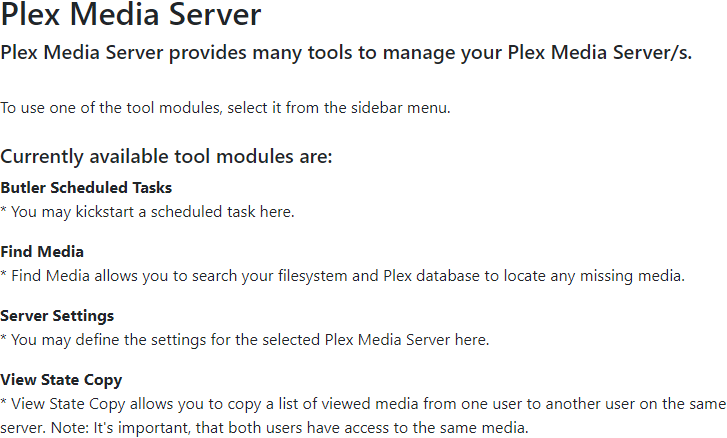 Plex Media Server
Plex Media Server provides many tools to manage your Plex Media Server/s.
To use one of the tool modules, select it from the sidebar menu.
Currently available tool modules are:
Butler Scheduled Tasks
* You may kickstart a scheduled task here.
Find Media
* Find Media allows you to search your filesystem and Plex database to locate any missing media.
Server Settings
* You may define the settings for the selected Plex Media Server here.
View State Copy
* View State Copy allows you to copy a list of viewed media from one user to another user on the same
server. Note: It's important, that both users have access to the same media.